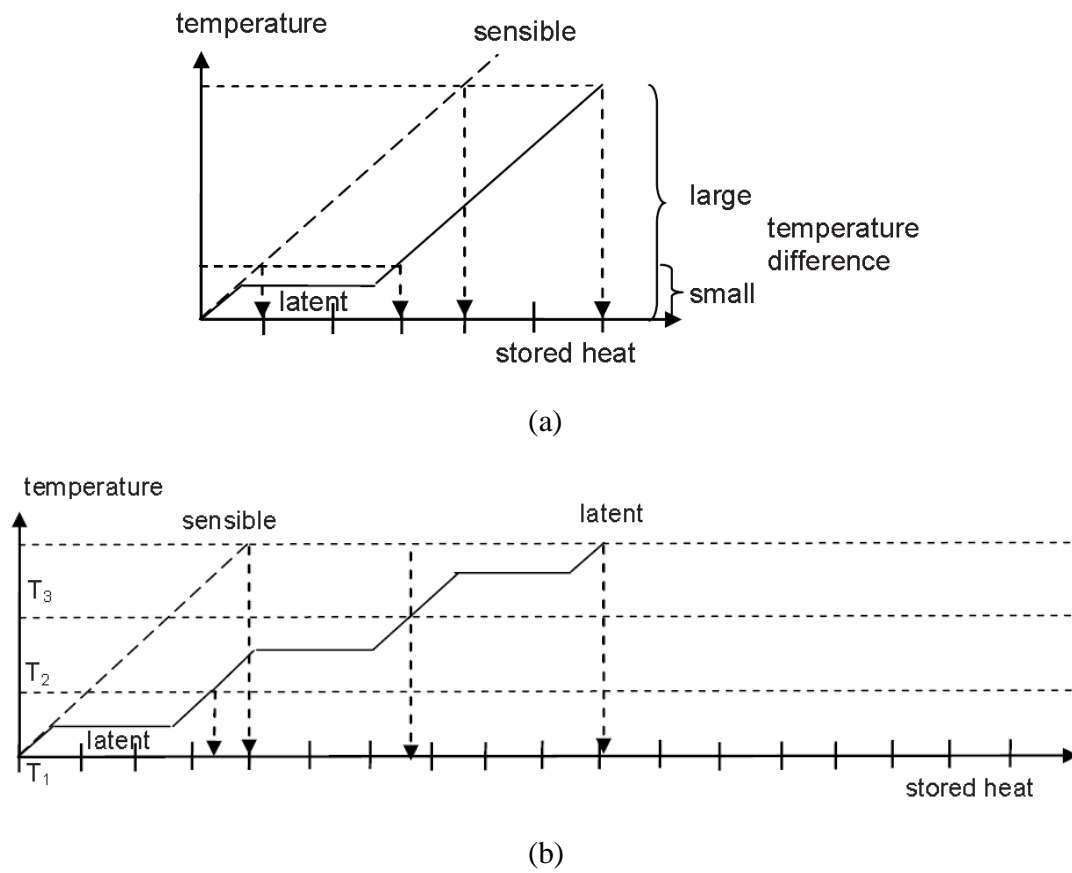 temperature
sensible
large
temperature
difference
small
latent
stored heat
(a)
temperature
sensible
latent
T3
T2
latent
T1
stored heat
(b)